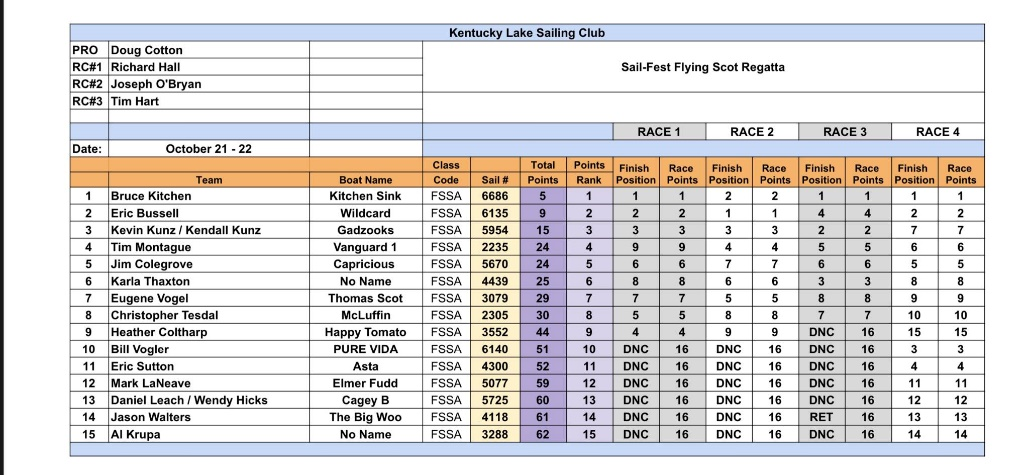 Kentucky Lake Sailing Club
PRO Doug Cotton
RC#1 Richard Hall
RC#2 Joseph O'Bryan
RC#3 Tim Hart
Sail-Fest Flying Scot Regatta
RACE 1 RACE 2 RACE 3 RACE 4
Date: October 21 - 22
Team Boat Name Class Code Sail # Total Points Points Rank Finish Position Race Points Finish Position Race Points Finish Position Race Points Finish Position Race Points
1 Bruce Kitchen Kitchen Sink FSSA 6686 5 1 1 1 2 2 1 1 1 1
2 Eric Bussell Wildcard FSSA 6135 9 2 2 2 1 1 4 4 2 2
3 Kevin Kunz / Kendall Kunz Gadzooks FSSA 5954 15 3 3 3 3 3 2 2 7 7
4 Tim Montague Vanguard 1 FSSA 2235 24 4 9 9 4 4 5 5 6 6
5 Jim Colegrove Capricious FSSA 5670 24 5 6 6 7 7 6 6 5 5
6 Karla Thaxton No Name FSSA 4439 25 6 8 8 6 6 3 3 8 8
7 Eugene Vogel Thomas Scot FSSA 3079 29 7 7 7 5 5 8 8 9 9
8 Christopher Tesdal McLuffin FSSA 2305 30 8 5 5 8 8 7 7 10 10
9 Heather Coltharp Happy Tomato FSSA 3552 44 9 4 4 9 9 DNC 16 15 15
10 Bill Vogler PURE VIDA FSSA 6140 51 10 DNC 16 DNC 16 DNC 16 3 3
11 Eric Sutton Asta FSSA 4300 52 11 DNC 16 DNC 16 DNC 16 4 4
12 Mark LaNeave Elmer Fudd FSSA 5077 59 12 DNC 16 DNC 16 DNC 16 11 11
13 Daniel Leach / Wendy Hicks Cagey B FSSA 5725 60 13 DNC 16 DNC 16 DNC 16 12 12
14 Jason Walters The Big Woo FSSA 4118 61 14 DNC 16 DNC 16 RET 16 13 13
15 Al Krupa No Name FSSA 3288 62 15 DNC 16 DNC 16 DNC 16 14 14